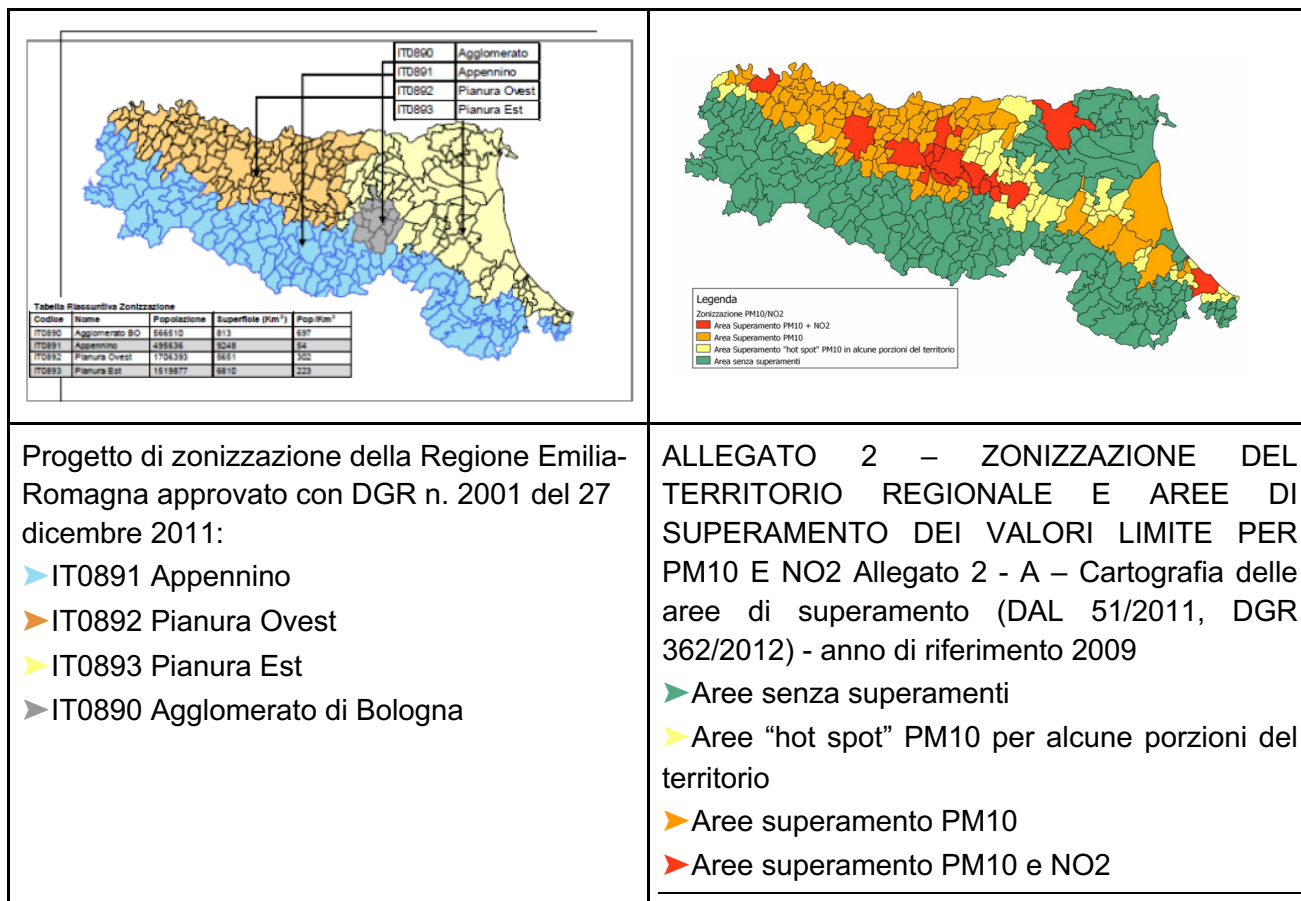 IT0890 Agglomerato
IT0891 Appennino
IT0892 Pianura Ovest
IT0893 Pianura Est
Tabella Riassuntiva Zonizzazione
Codice Nome Popolazione Superfície (Km²) Pop/Km²
IT0890 Agglomerato BO 566510 813 697
IT0891 Appennino 495636 9248 54
IT0892 Pianura Ovest 1706393 5651 302
IT0893 Pianura Est 1519877 6810 223
Legenda
Zonizzazione PM10/NO2
Area Superamento PM10 + NO2
Area Superamento PM10
Area Superamento "hot spot" PM10 in alcune porzioni del territorio
Area senza superamenti
Progetto di zonizzazione della Regione Emilia-
Romagna approvato con DGR n. 2001 del 27
dicembre 2011:
➤IT0891 Appennino
➤IT0892 Pianura Ovest
➤IT0893 Pianura Est
➤IT0890 Agglomerato di Bologna
ALLEGATO 2 – ZONIZZAZIONE DEL
TERRITORIO REGIONALE E AREE DI
SUPERAMENTO DEI VALORI LIMITE PER
PM10 E NO2 Allegato 2 - A – Cartografia delle
aree di superamento (DAL 51/2011, DGR
362/2012) - anno di riferimento 2009
➤Aree senza superamenti
➤Aree “hot spot” PM10 per alcune porzioni del
territorio
➤Aree superamento PM10
➤Aree superamento PM10 e NO2